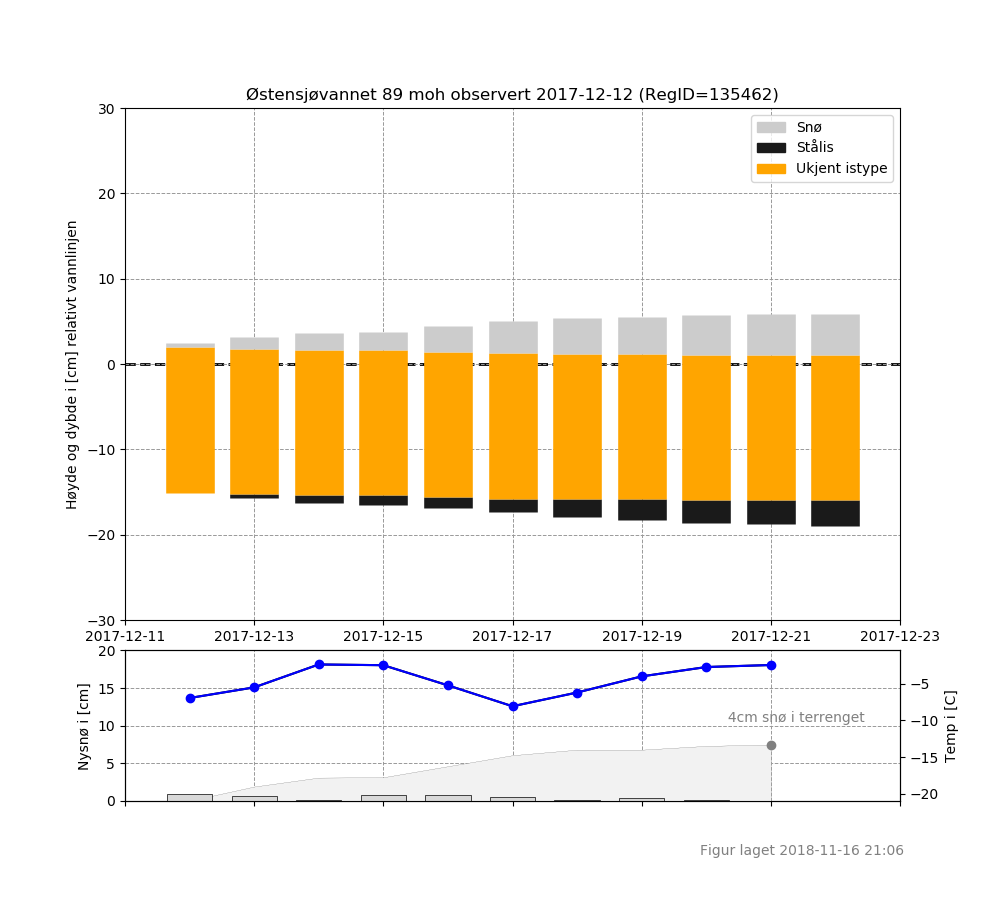 Østensjøvannet 89 moh observert 2017-12-12 (RegID=135462)
Høyde og dybde i [cm] relativt vannlinjen
30
20
10
0
−10
−20
−30
Snø
Stålis
Ukjent istype
2017-12-11 2017-12-13 2017-12-15 2017-12-17 2017-12-19 2017-12-21 2017-12-23
Nysnø i [cm]
20
15
10
5
0
4cm snø i terrenget
−5
−10
−15
−20
Temp i [C]
Figur laget 2018-11-16 21:06